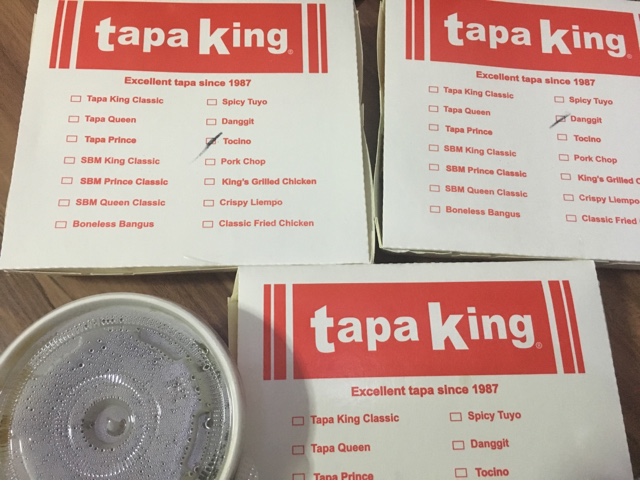 tapa king®
Excellent tapa since 1987
Tapa King Classic
Tapa Queen
Tapa Prince
SBM King Classic
SBM Prince Classic
SBM Queen Classic
Boneless Bangus
Spicy Tuyo
Danggit
Tocino
Pork Chop
King's Grilled Chicken
Crispy Liempo
Classic Fried Chicken
tapa king®
Excellent tapa since 1987
Tapa King Classic
Tapa Queen
Tapa Prince
SBM King Classic
SBM Prince Classic
SBM Queen Classic
Boneless Bangus
Spicy Tuyo
Danggit
Tocino
Pork Chop
King's Grilled C
Crispy Liempo
Classic Fried
tapa king®
Excellent tapa since 1987
Tapa King Classic
Tapa Queen
Tapa Prince
Spicy Tuyo
Danggit
Tocino